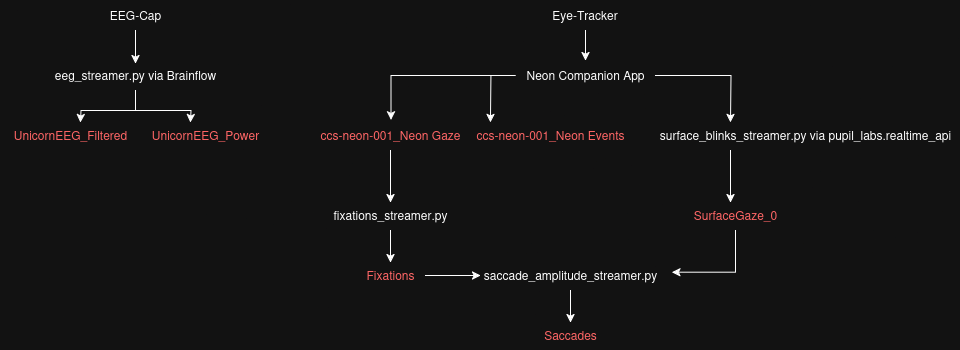 EEG-Cap
Eye-Tracker
eeg_streamer.py via Brainflow
Neon Companion App
UnicornEEG_Filtered
UnicornEEG_Power
ccs-neon-001_Neon Gaze
ccs-neon-001_Neon Events
surface_blinks_streamer.py via pupil_labs.realtime_api
fixations_streamer.py
SurfaceGaze_0
Fixations
saccade_amplitude_streamer.py
Saccades